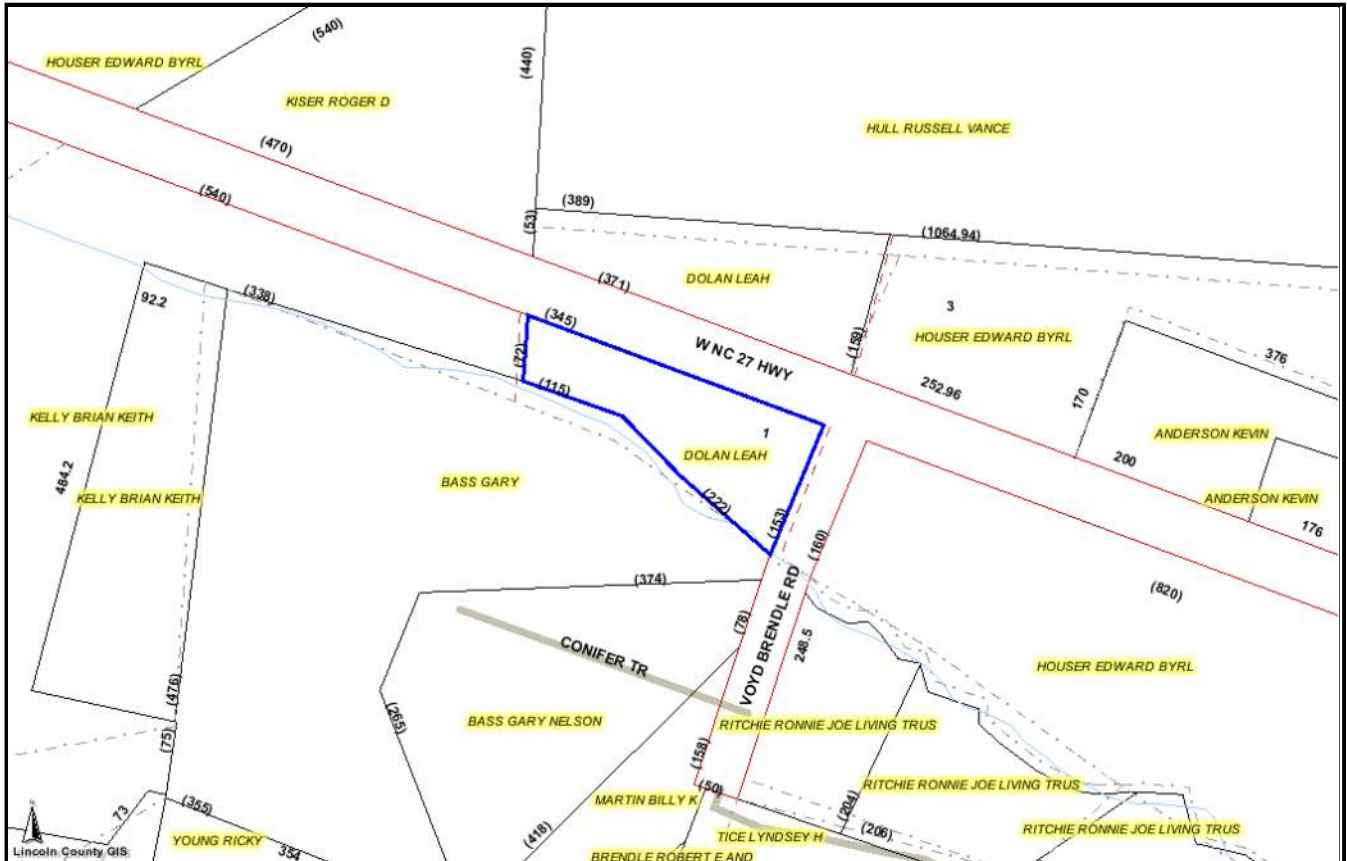 (540)
HOUSER EDWARD BYRL
(440)
KISER ROGER D
HULL RUSSELL VANCE
(470)
(540)
(389)
(53)
(1064.94)
(371)
DOLAN LEAH
92.2
(338)
(345)
3
HOUSER EDWARD BYRL
(159)
W NC 27 HWY
(72)
376
252.96
170
(115)
KELLY BRIAN KEITH
1
ANDERSON KEVIN
DOLAN LEAH
200
484.2
BASS GARY
KELLY BRIAN KEITH
ANDERSON KEVIN
(222)
(153)
176
(160)
(374)
(820)
(78)
VOYD BRENDLE RD
248.5
CONIFER TR
HOUSER EDWARD BYRL
(476)
(265)
BASS GARY NELSON
RITCHIE RONNIE JOE LIVING TRUS
(75)
(158)
(50)
RITCHIE RONNIE JOE LIVING TRUS
MARTIN BILLY K
73
(355)
(204)
(206)
RITCHIE RONNIE JOE LIVING TRUS
(418)
TICE LYNDSEY H
YOUNG RICKY
354
Lincoln County GIS
BRENDLE ROBERT E AND